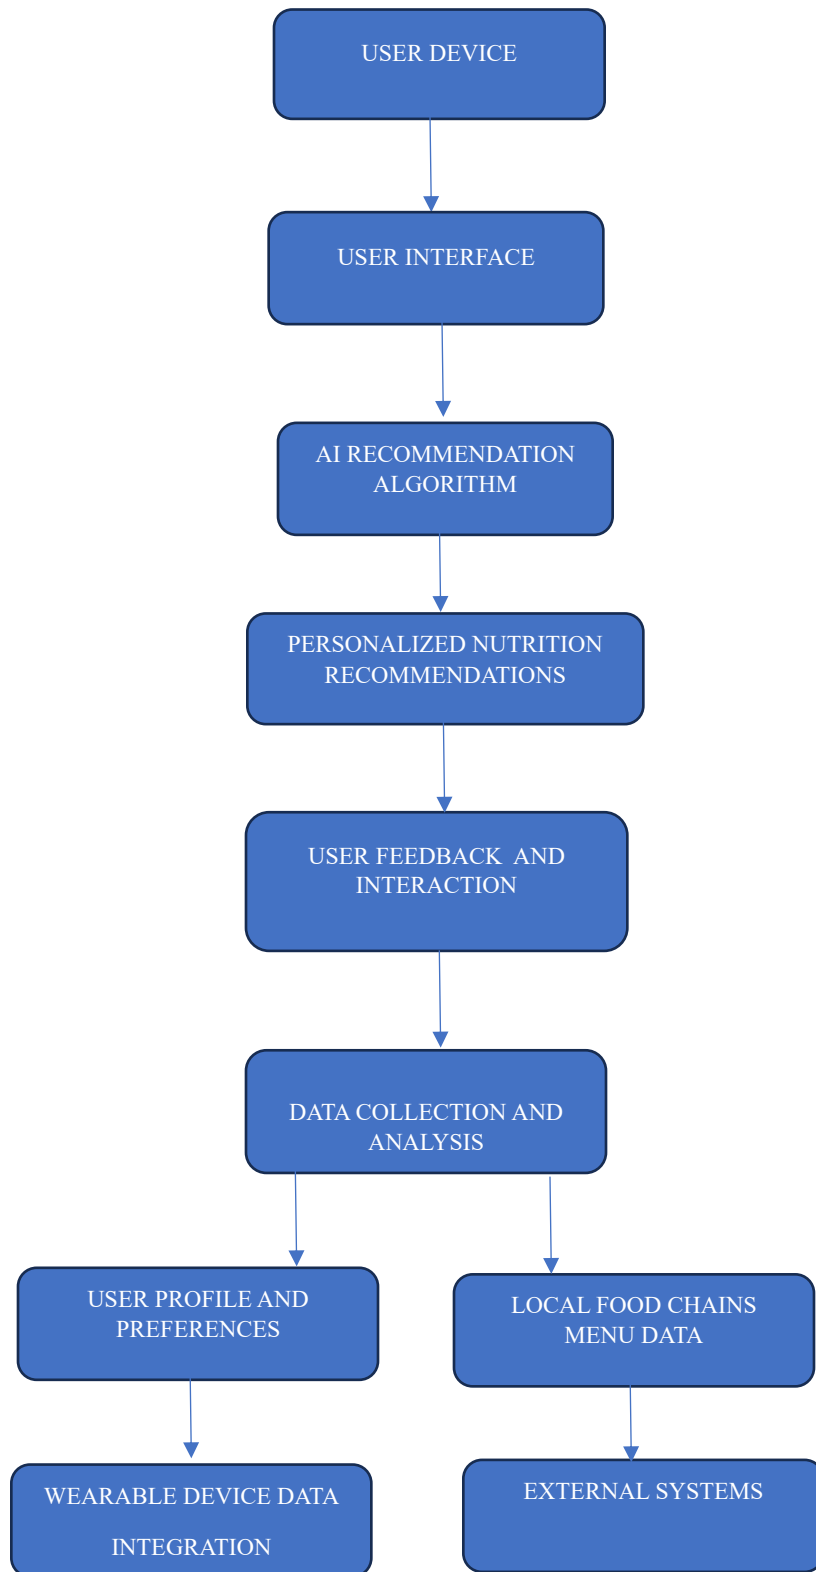 USER DEVICE
USER INTERFACE
AI RECOMMENDATION
ALGORITHM
PERSONALIZED NUTRITION
RECOMMENDATIONS
USER FEEDBACK  AND
INTERACTION
DATA COLLECTION AND
ANALYSIS
USER PROFILE AND
PREFERENCES
LOCAL FOOD CHAINS
MENU DATA
WEARABLE DEVICE DATA
INTEGRATION
EXTERNAL SYSTEMS